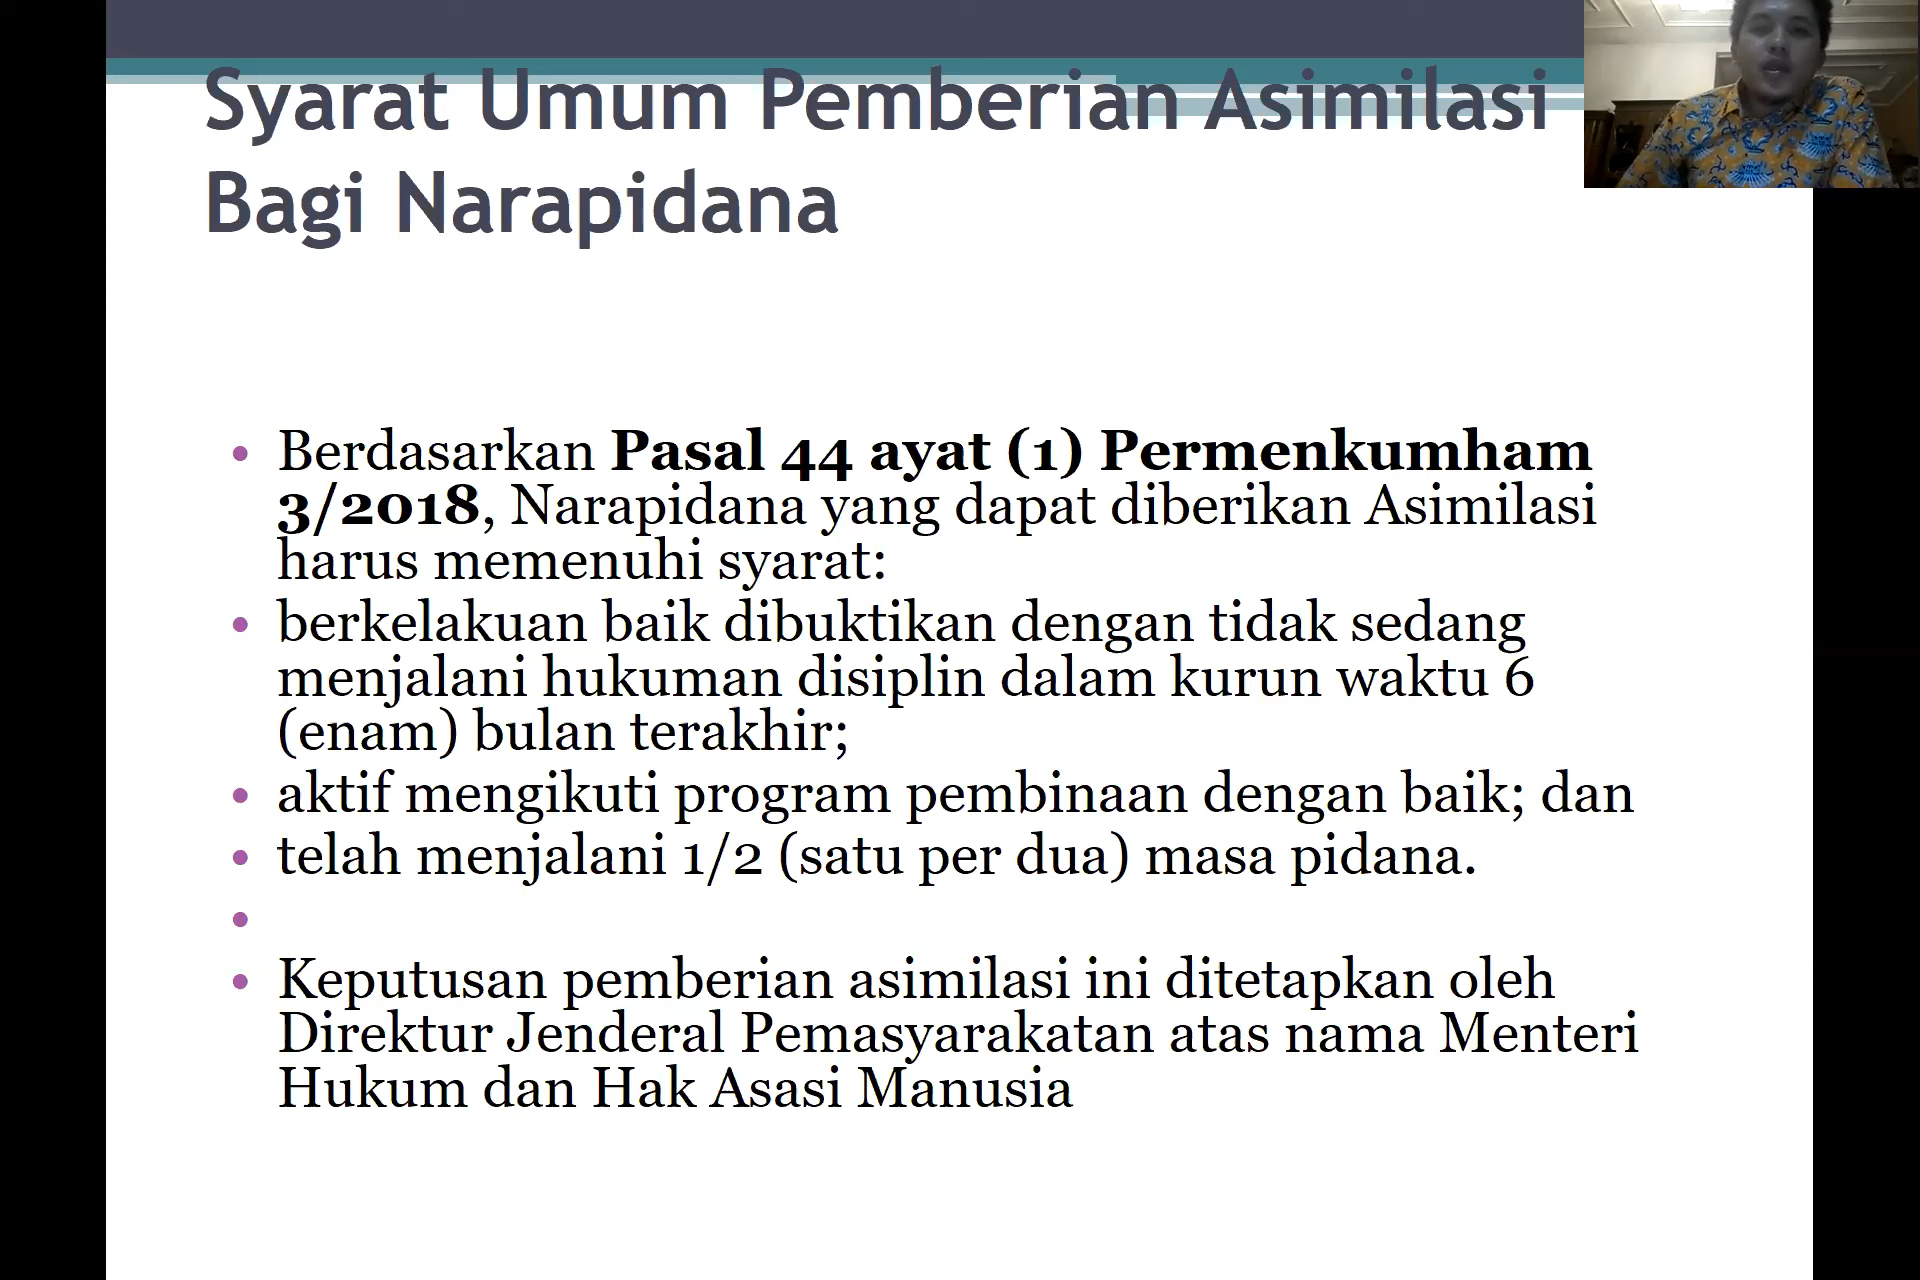 Syarat Umum Pemberian Asimilasi
Bagi Narapidana
• Berdasarkan Pasal 44 ayat (1) Permenkumham
3/2018, Narapidana yang dapat diberikan Asimilasi
harus memenuhi syarat:
• berkelakuan baik dibuktikan dengan tidak sedang
menjalani hukuman disiplin dalam kurun waktu 6
(enam) bulan terakhir;
• aktif mengikuti program pembinaan dengan baik; dan
• telah menjalani 1/2 (satu per dua) masa pidana.
•
• Keputusan pemberian asimilasi ini ditetapkan oleh
Direktur Jenderal Pemasyarakatan atas nama Menteri
Hukum dan Hak Asasi Manusia